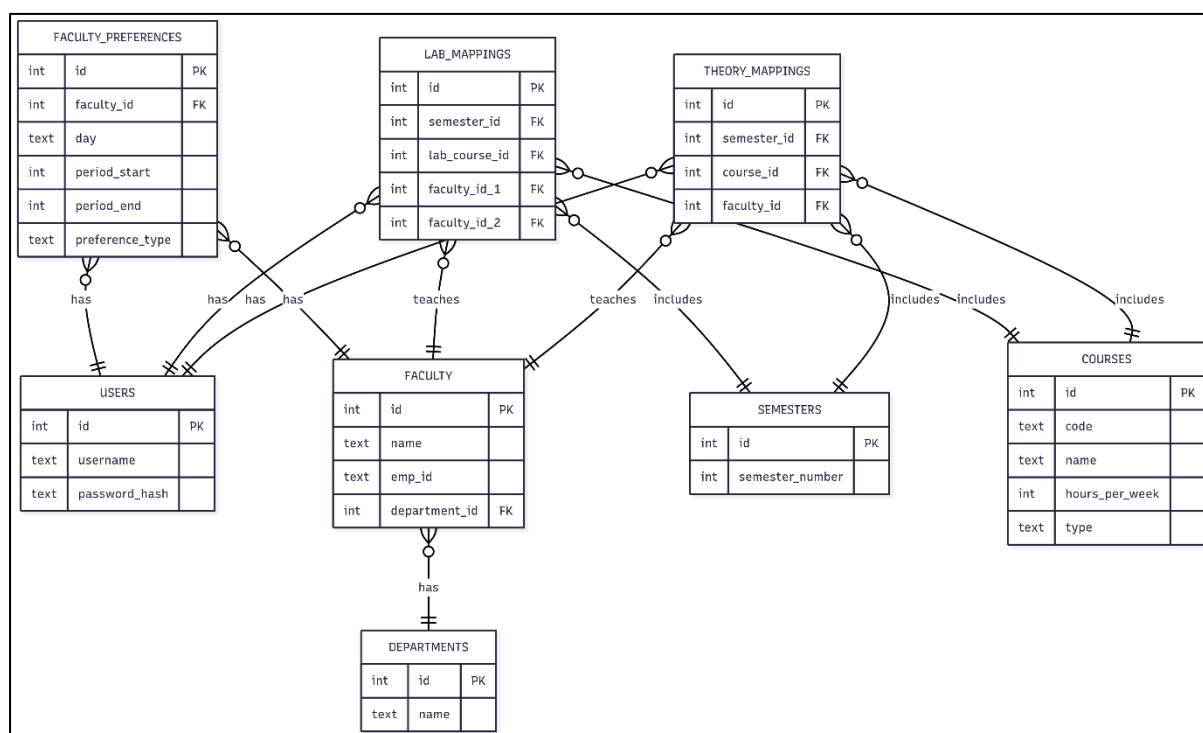 FACULTY_PREFERENCES
int id PK
int faculty_id FK
text day
int period_start
int period_end
text preference_type
LAB_MAPPINGS
int id PK
int semester_id FK
int lab_course_id FK
int faculty_id_1 FK
int faculty_id_2 FK
THEORY_MAPPINGS
int id PK
int semester_id FK
int course_id FK
int faculty_id FK
has has has has teaches teaches includes includes includes includes
USERS
int id PK
text username
text password_hash
FACULTY
int id PK
text name
text emp_id
int department_id FK
SEMESTERS
int id PK
int semester_number
COURSES
int id PK
text code
text name
int hours_per_week
text type
has
DEPARTMENTS
int id PK
text name